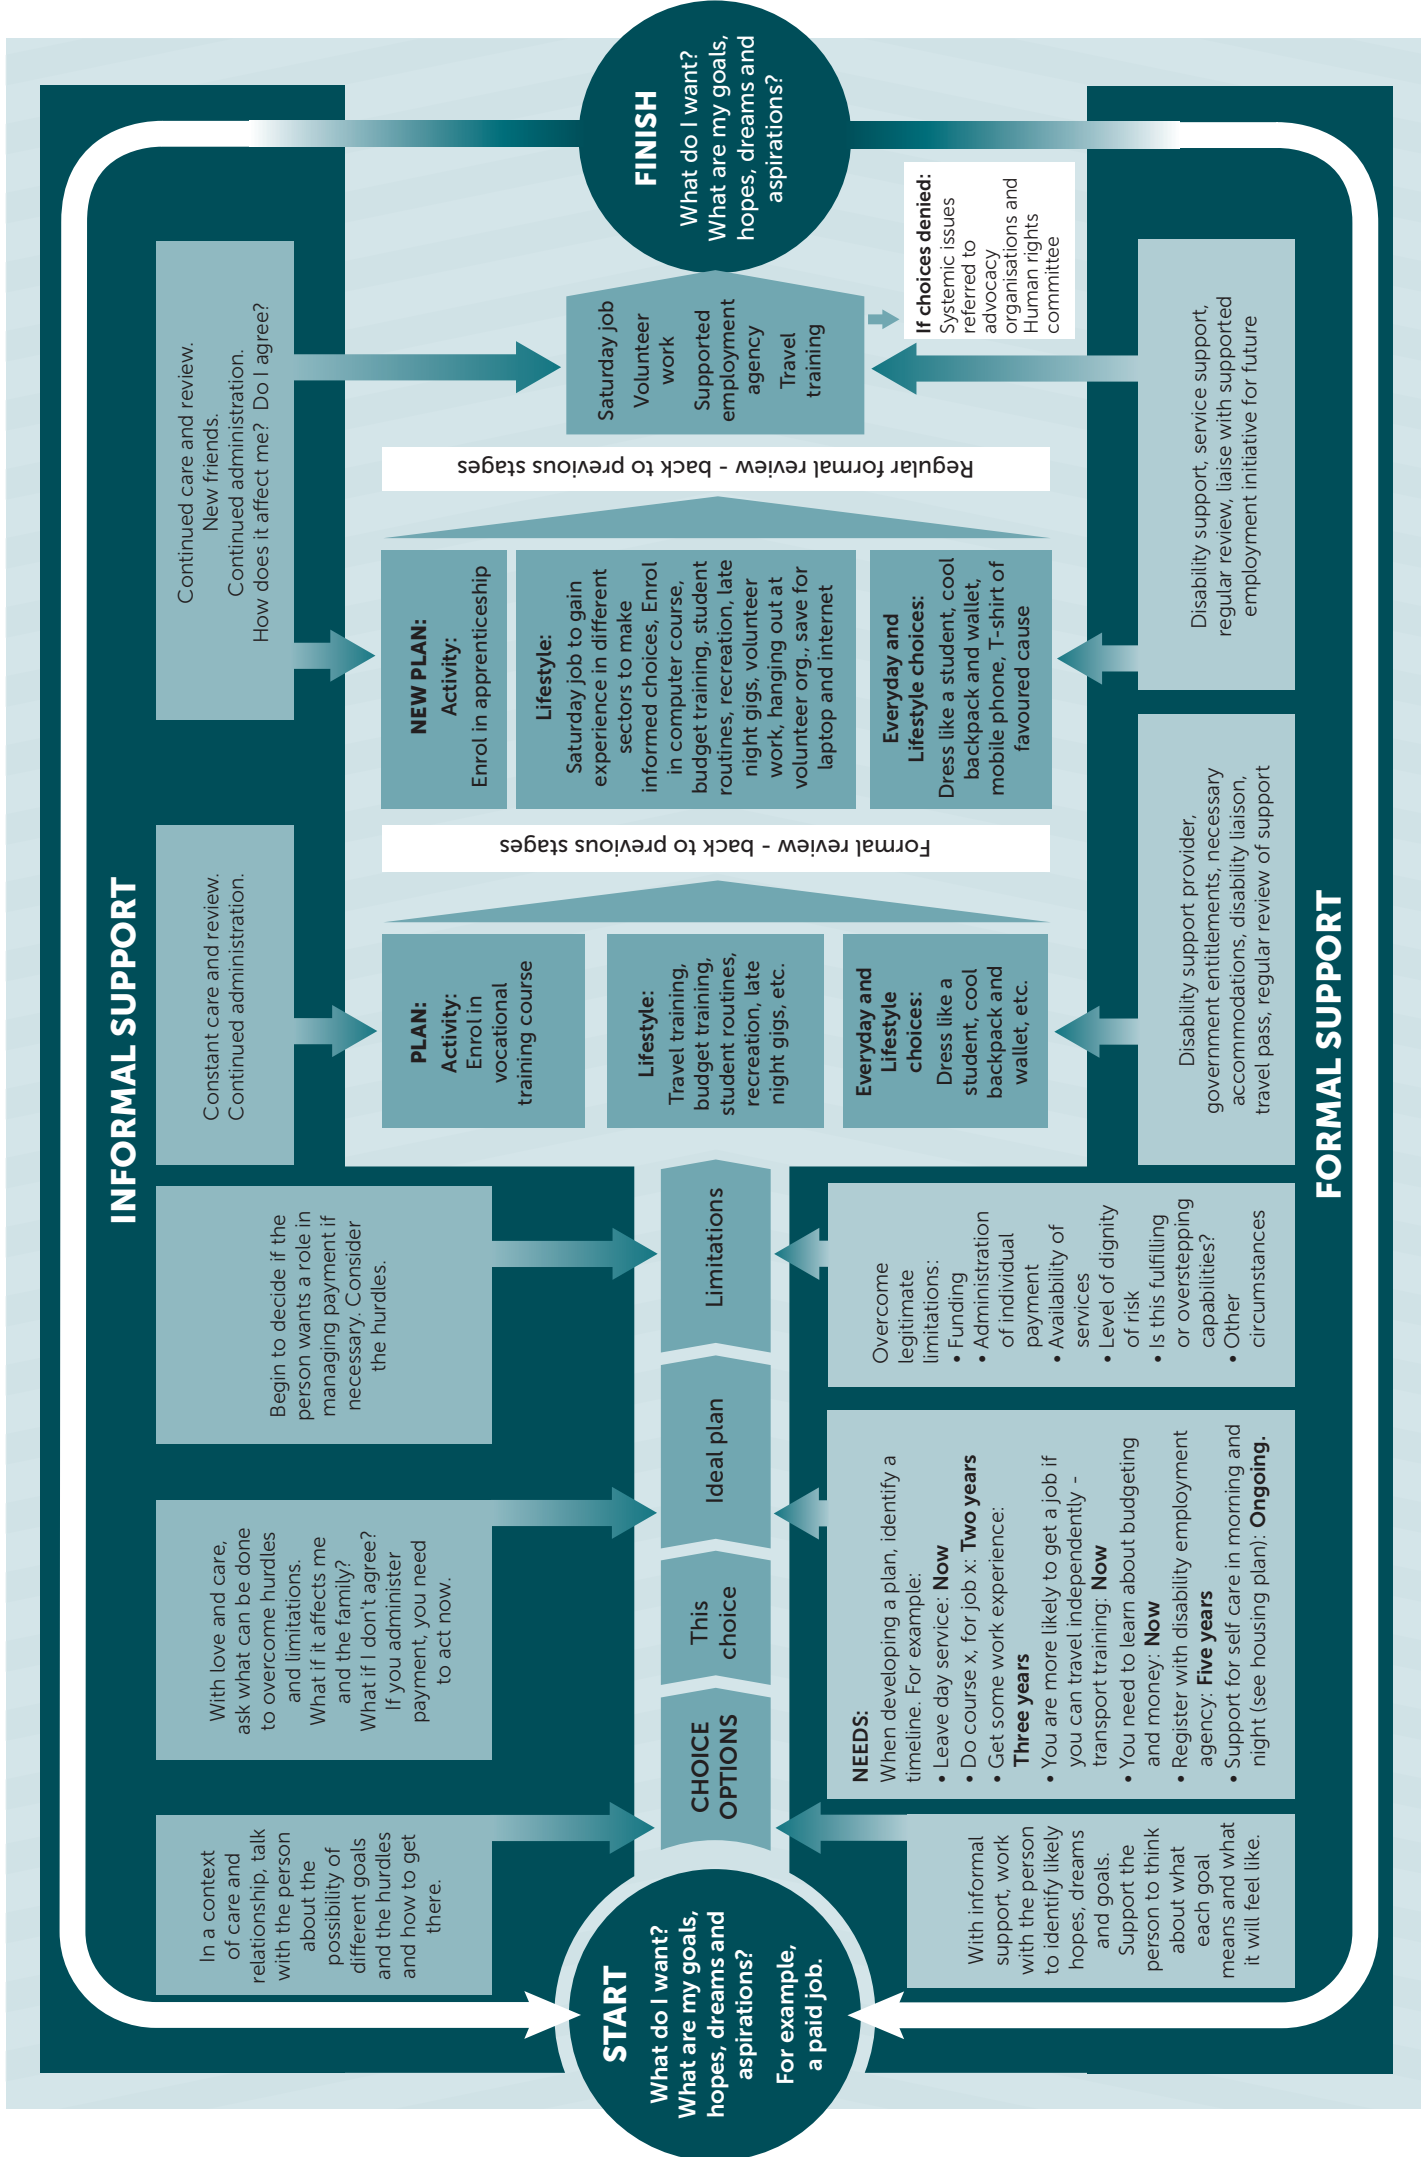 INFORMAL SUPPORT
In a context
of care and
relationship, talk
with the person
about the
possibility of
different goals
and the hurdles
and how to get
there.
With love and care,
ask what can be done
to overcome hurdles
and limitations.
What if it affects me
and the family?
What if I don't agree?
If you administer
payment, you need
to act now.
Begin to decide if the
person wants a role in
managing payment if
necessary. Consider
the hurdles.
Constant care and review.
Continued administration.
Continued care and review.
New friends.
Continued administration.
How does it affect me? Do I agree?
START
What do I want?
What are my goals,
hopes, dreams and
aspirations?
For example,
a paid job.
CHOICE
OPTIONS
This
choice
Ideal plan
Limitations
PLAN:
Activity:
Enrol in
vocational
training course
Lifestyle:
Travel training,
budget training,
student routines,
recreation, late
night gigs, etc.
Everyday and
Lifestyle
choices:
Dress like a
student, cool
backpack and
wallet, etc.
Formal review - back to previous stages
NEW PLAN:
Activity:
Enrol in apprenticeship
Lifestyle:
Saturday job to gain
experience in different
sectors to make
informed choices, Enrol
in computer course,
budget training, student
routines, recreation, late
night gigs, volunteer
work, hanging out at
volunteer org., save for
laptop and internet
Everyday and
Lifestyle choices:
Dress like a student, cool
backpack and wallet,
mobile phone, T-shirt of
favoured cause
Regular formal review - back to previous stages
Saturday job
Volunteer
work
Supported
employment
agency
Travel
training
If choices denied:
Systemic issues
referred to
advocacy
organisations and
Human rights
committee
FINISH
What do I want?
What are my goals,
hopes, dreams and
aspirations?
With informal
support, work
with the person
to identify likely
hopes, dreams
and goals.
Support the
person to think
about what
each goal
means and what
it will feel like.
NEEDS:
When developing a plan, identify a
timeline. For example:
• Leave day service: Now
• Do course x, for job x: Two years
• Get some work experience:
Three years
• You are more likely to get a job if
you can travel independently -
transport training: Now
• You need to learn about budgeting
and money: Now
• Register with disability employment
agency: Five years
• Support for self care in morning and
night (see housing plan): Ongoing.
Overcome
legitimate
limitations:
• Funding
• Administration
of individual
payment
• Availability of
services
• Level of dignity
of risk
• Is this fulfilling
or overstepping
capabilities?
• Other
circumstances
Disability support provider,
government entitlements, necessary
accommodations, disability liaison,
travel pass, regular review of support
Disability support, service support,
regular review, liaise with supported
employment initiative for future
FORMAL SUPPORT